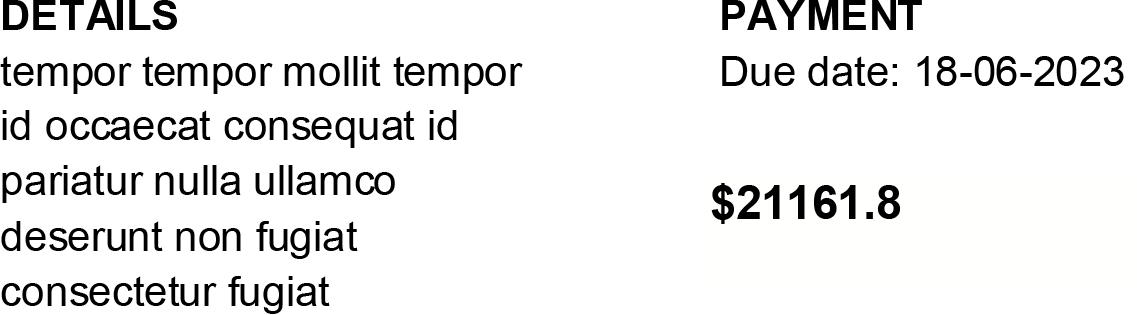 DETAILS
tempor tempor mollit tempor
id occaecat consequat id
pariatur nulla ullamco
deserunt non fugiat
consectetur fugiat
PAYMENT
Due date: 18-06-2023
$21161.8